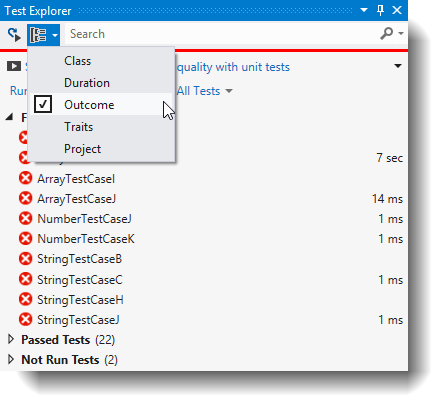 Test Explorer
Search
Class
Duration
Outcome
Traits
Project
quality with unit tests
Run
All Tests
7 sec
ArrayTestCaseI
ArrayTestCaseJ 14 ms
NumberTestCaseJ 1 ms
NumberTestCaseK 1 ms
StringTestCaseB
StringTestCaseC 1 ms
StringTestCaseH
StringTestCaseJ 1 ms
Passed Tests (22)
Not Run Tests (2)